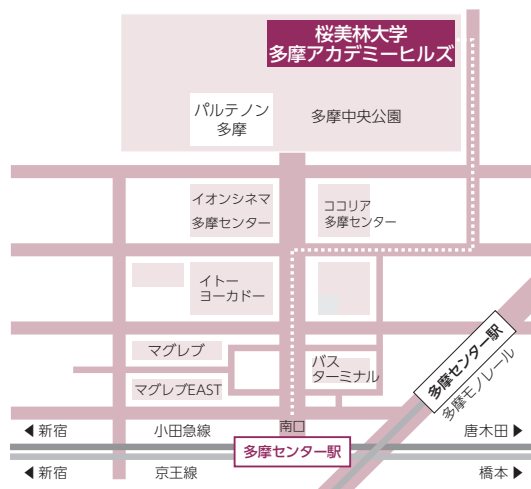 桜美林大学
多摩アカデミーヒルズ
パルテノン
多摩
多摩中央公園
イオンシネマ
多摩センター
ココリア
多摩センター
イトー
ヨーカドー
マグレブ
マグレブEAST
バス
ターミナル
多摩センター駅
多摩モノレール
南口
◀新宿
小田急線
唐木田▶
多摩センター駅
◀新宿
京王線
橋本▶